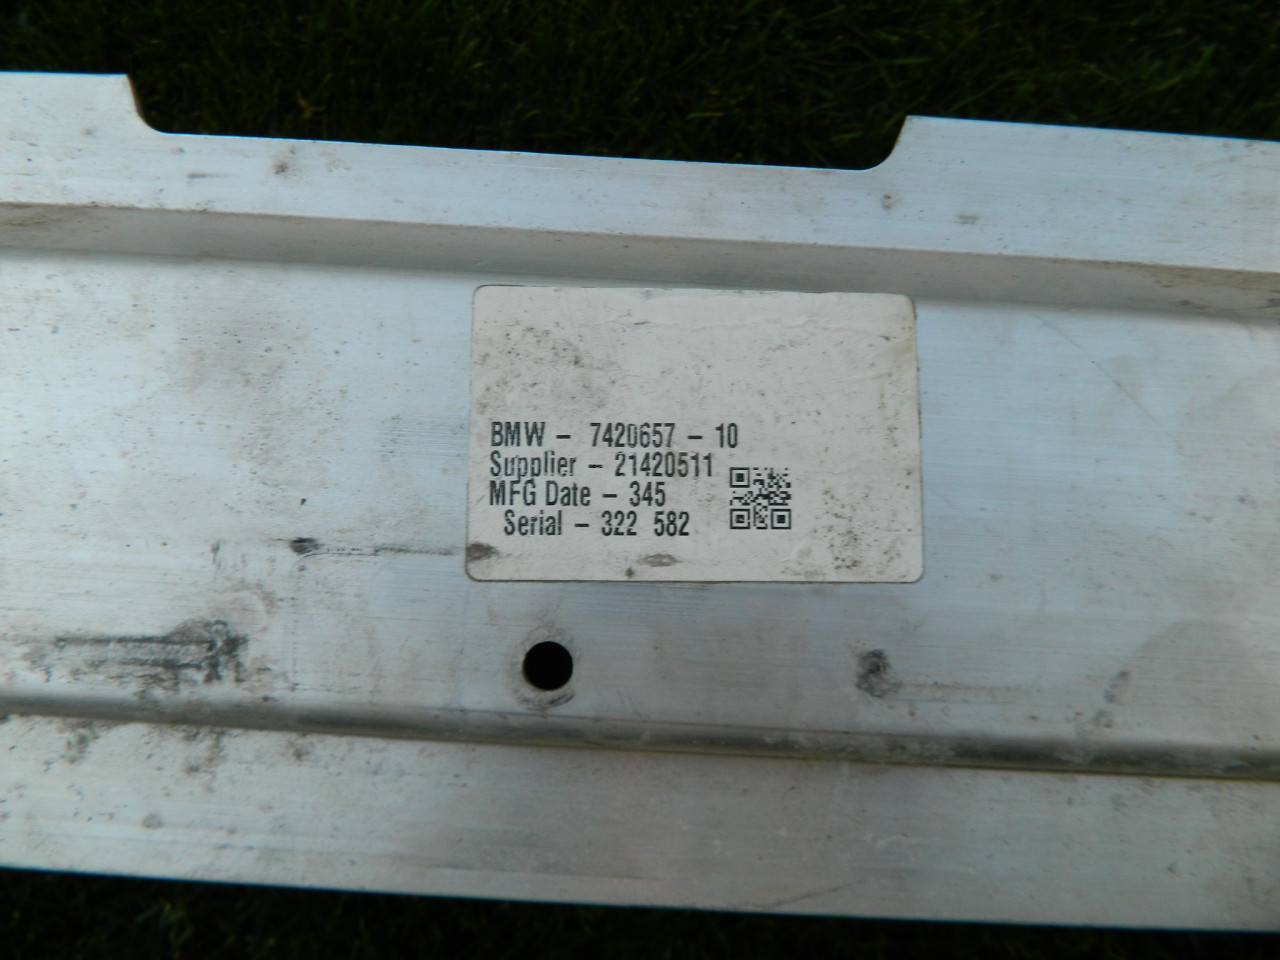 BMW - 7420657 - 10
Supplier - 21420511
MFG Date - 345
Serial - 322 582